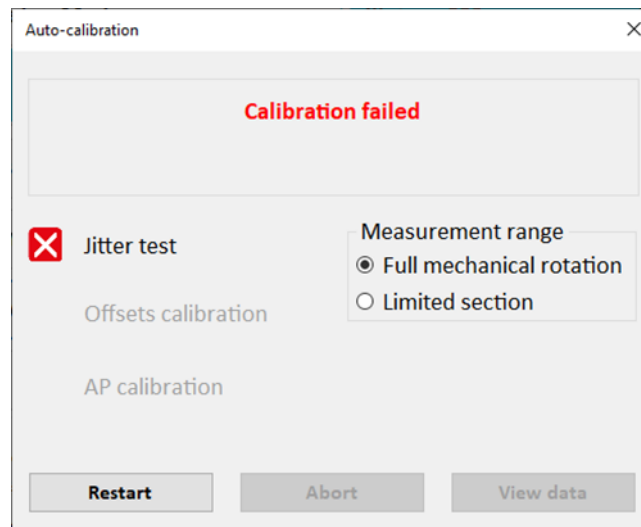 Auto-calibration
Calibration failed
Jitter test
Measurement range
Full mechanical rotation
Limited section
Offsets calibration
AP calibration
Restart
Abort
View data